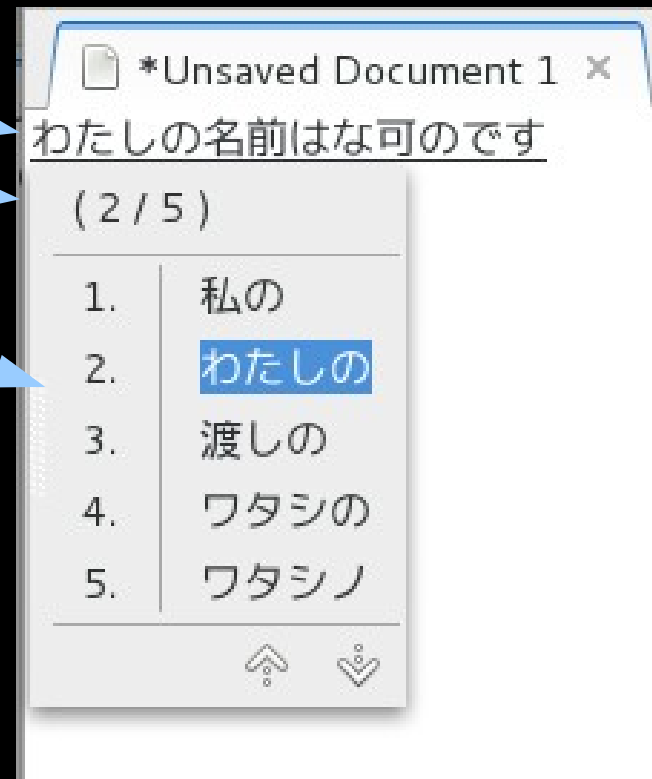 *Unsaved Document 1 ×
わたしの名前はな可のです
(2/5)
1. 私の
2. わたしの
3. 渡しの
4. ワタシの
5. ワタシノ